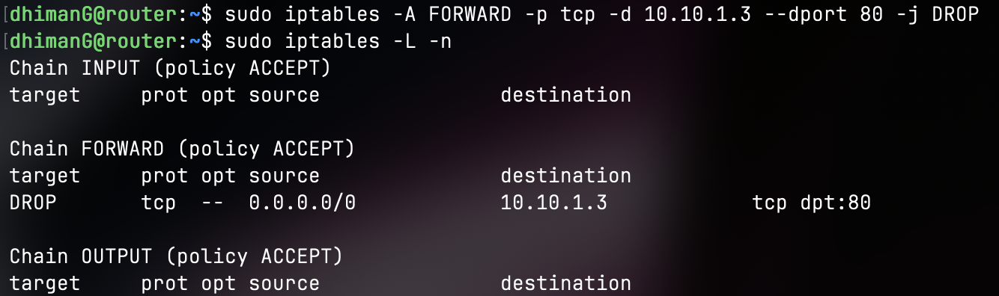 [dhimanG@router:~$ sudo iptables -A FORWARD -p tcp -d 10.10.1.3 --dport 80 -j DROP
[dhimanG@router:~$ sudo iptables -L -n
Chain INPUT (policy ACCEPT)
target     prot opt source               destination

Chain FORWARD (policy ACCEPT)
target     prot opt source               destination
DROP       tcp  --  0.0.0.0/0            10.10.1.3            tcp dpt:80

Chain OUTPUT (policy ACCEPT)
target     prot opt source               destination